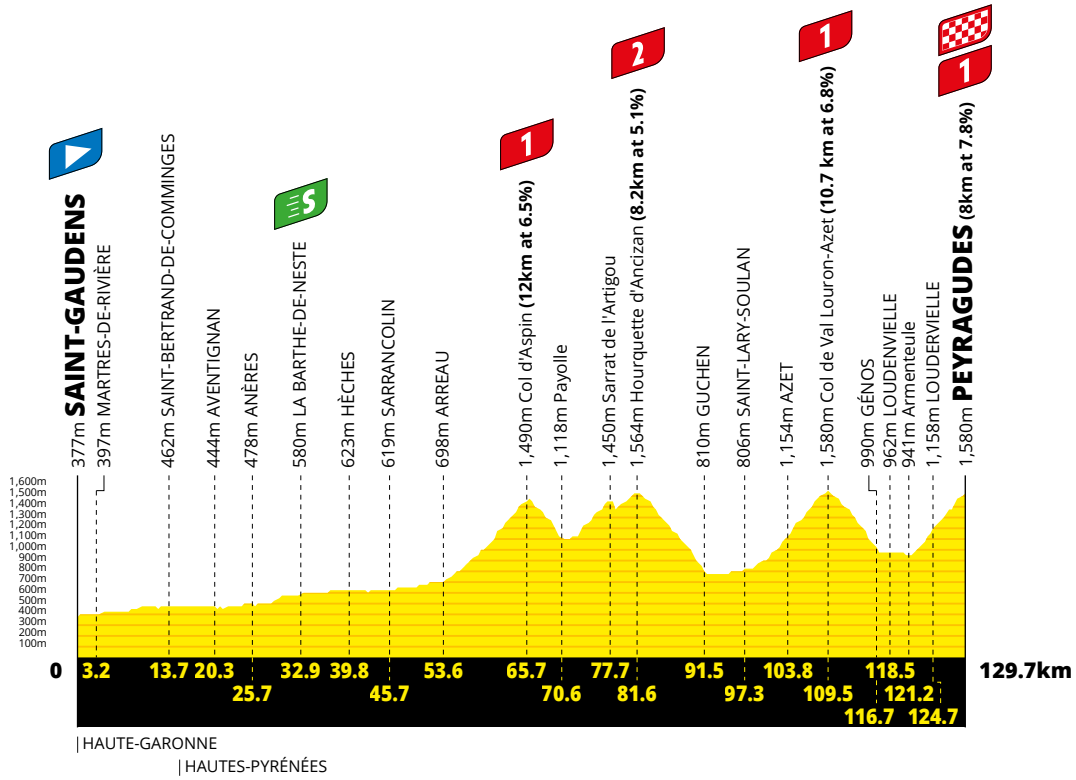 1
2
1
1
S
377m SAINT-GAUDENS
397m MARTRES-DE-RIVIÈRE
462m SAINT-BERTRAND-DE-COMMINGES
444m AVENTIGNAN
478m ANÈRES
580m LA BARTHE-DE-NESTE
623m HÈCHES
619m SARRANCOLIN
698m ARREAU
1,490m Col d'Aspin (12km at 6.5%)
1,118m Payolle
1,450m Sarrat de l'Artigou
1,564m Hourquette d'Ancizan (8.2km at 5.1%)
810m GUCHEN
806m SAINT-LARY-SOULAN
1,154m AZET
1,580m Col de Val Louron-Azet (10.7 km at 6.8%)
990m GÉNOS
962m LOUDENVIELLE
941m Armenteule
1,158m LOUDERVIELLE
1,580m PEYRAGUDES (8km at 7.8%)
1,600m
1,500m
1,400m
1,300m
1,200m
1,100m
1,000m
900m
800m
700m
600m
500m
400m
300m
200m
100m
0 3.2 13.7 20.3 32.9 39.8 53.6 65.7 77.7 91.5 103.8 118.5 129.7km
25.7 45.7 70.6 81.6 97.3 109.5 121.2
116.7 124.7
HAUTE-GARONNE
HAUTES-PYRÉNÉES